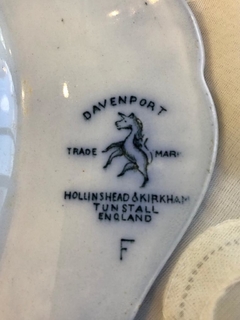 DAVENPORT
TRADE MARK
HOLLINSHEAD & KIRKHAM
TUNSTALL
ENGLAND
F